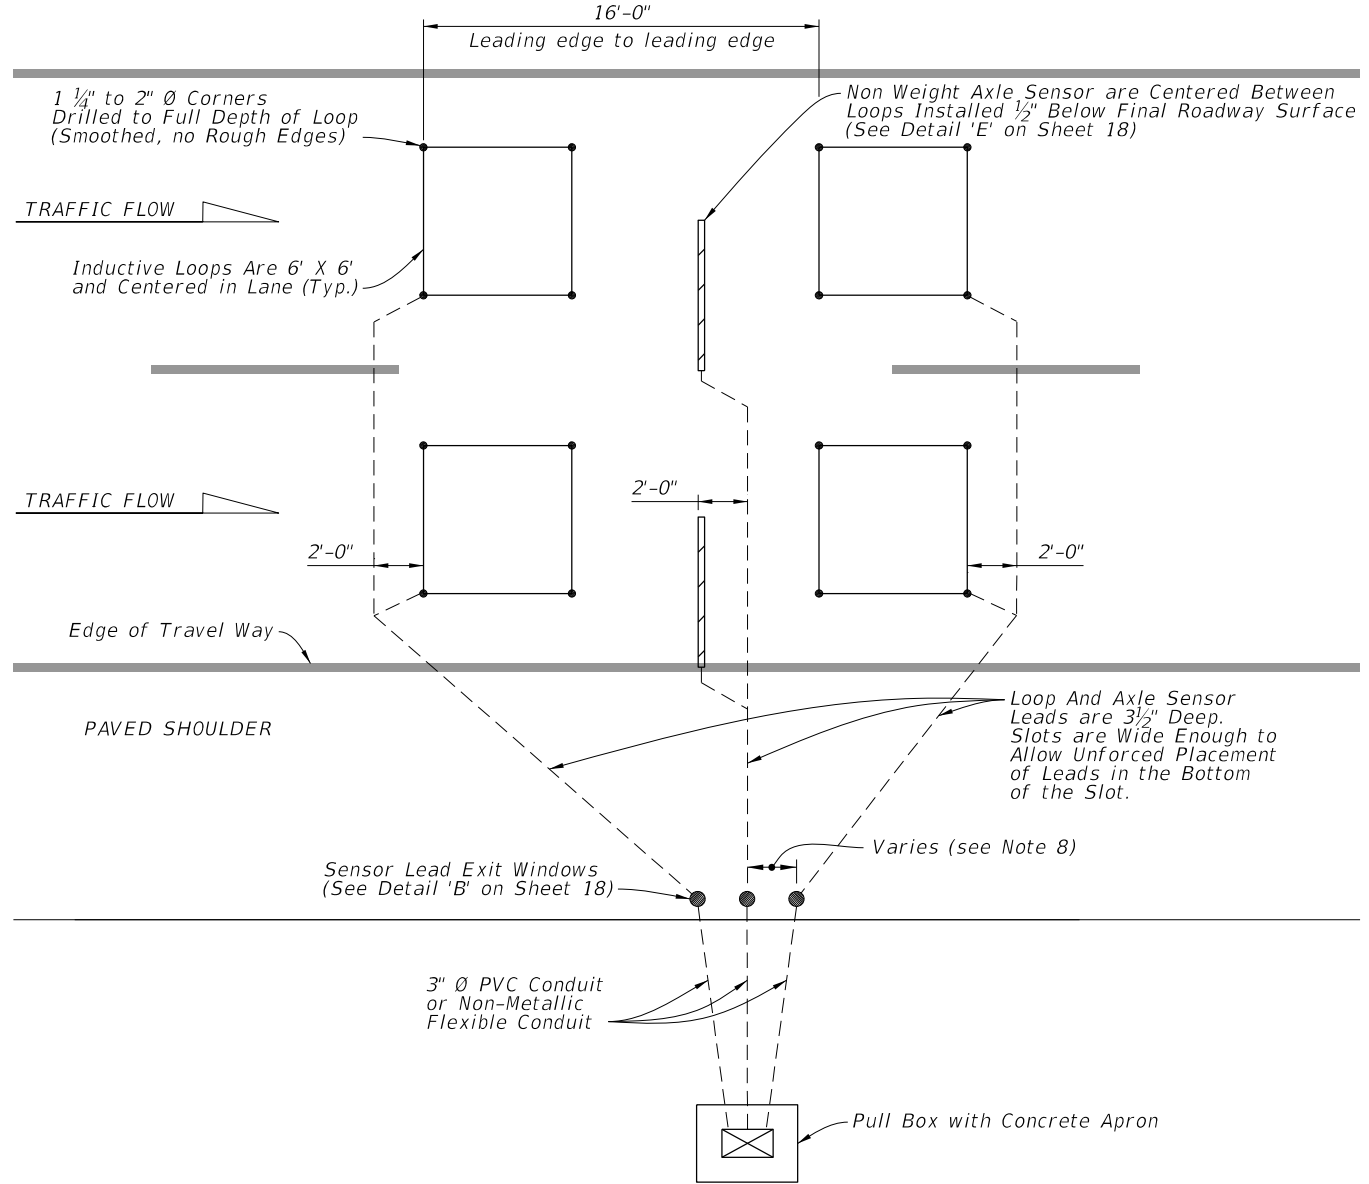 16'-0"
Leading edge to leading edge
1 ¼" to 2" Ø Corners
Drilled to Full Depth of Loop
(Smoothed, no Rough Edges)
Non Weight Axle Sensor are Centered Between
Loops Installed ½" Below Final Roadway Surface
(See Detail 'E' on Sheet 18)
TRAFFIC FLOW
Inductive Loops Are 6' X 6'
and Centered in Lane (Typ.)
TRAFFIC FLOW
2'-0"
2'-0"
2'-0"
Edge of Travel Way
PAVED SHOULDER
Loop And Axle Sensor
Leads are 3½" Deep.
Slots are Wide Enough to
Allow Unforced Placement
of Leads in the Bottom
of the Slot.
Varies (see Note 8)
Sensor Lead Exit Windows
(See Detail 'B' on Sheet 18)
3" Ø PVC Conduit
or Non-Metallic
Flexible Conduit
Pull Box with Concrete Apron